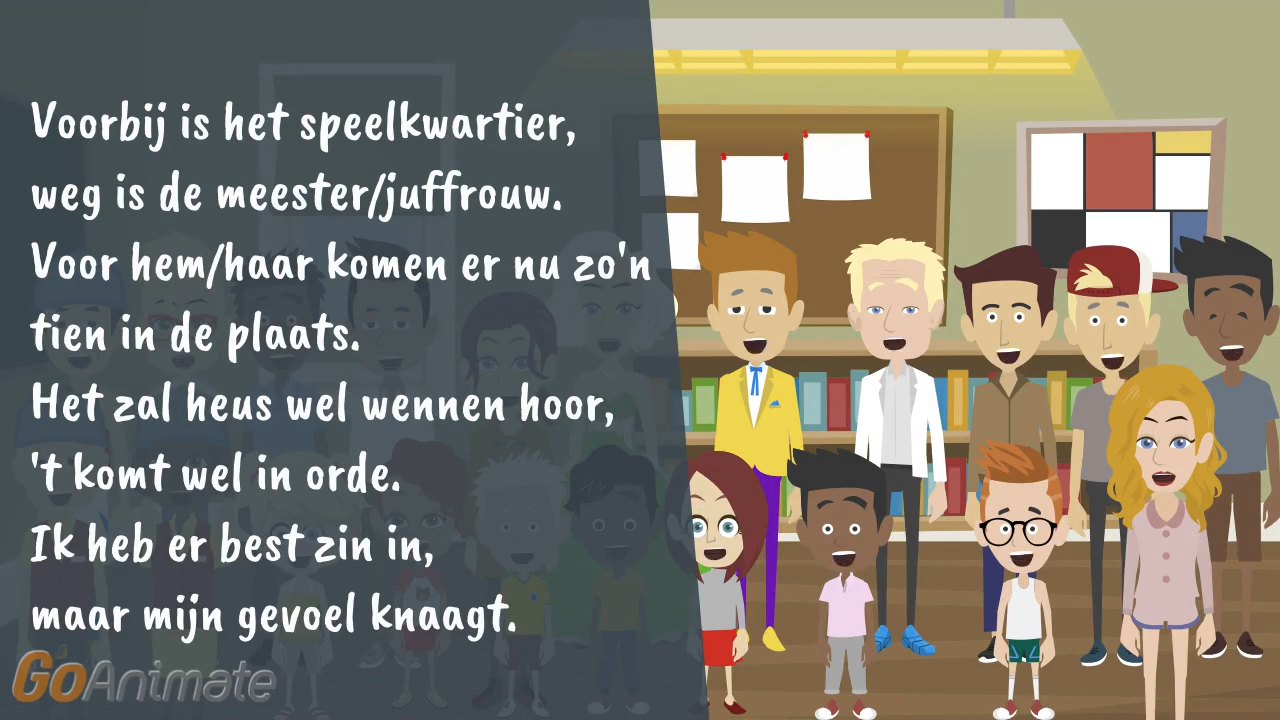 Voorbij is het speelkwartier,
weg is de meester/juffrouw.
Voor hem/haar komen er nu zo'n
tien in de plaats.
Het zal heus wel wennen hoor,
't komt wel in orde.
Ik heb er best zin in,
maar mijn gevoel knaagt.
GoAnimate